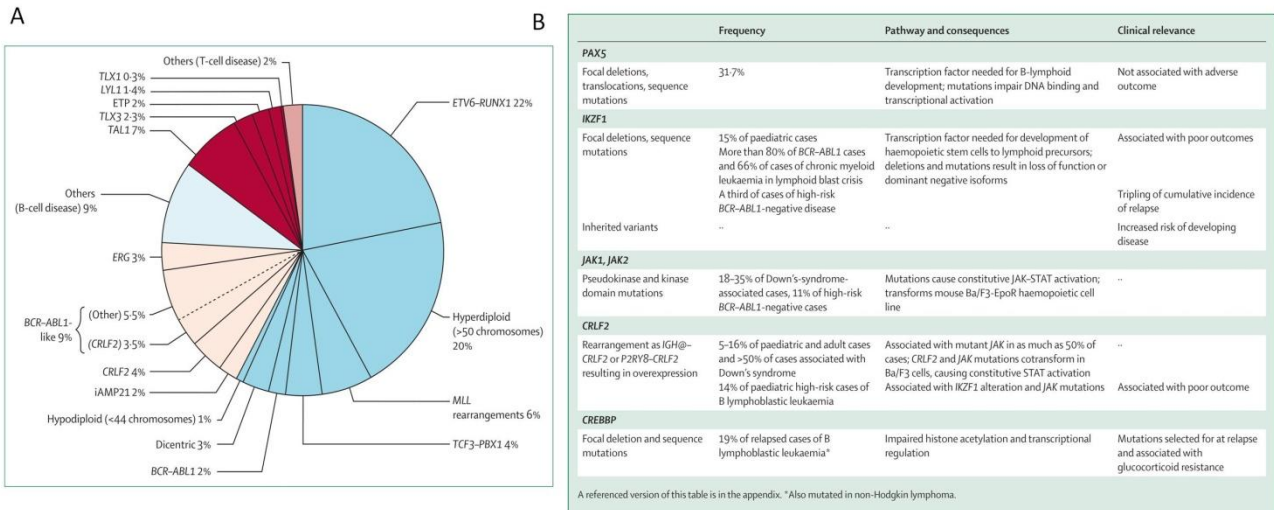 A
Others (T-cell disease) 2%
TLX1 0·3%
LYL1 1·4%
ETP 2%
TLX3 2·3%
TAL1 7%
Others
(B-cell disease) 9%
ERG 3%
BCR–ABL1-
like 9%
(Other) 5·5%
(CRLF2) 3·5%
CRLF2 4%
iAMP21 2%
Hypodiploid (<44 chromosomes) 1%
Dicentric 3%
BCR–ABL1 2%
ETV6–RUNX1 22%
Hyperdiploid
(>50 chromosomes)
20%
MLL
rearrangements 6%
TCF3–PBX1 4%
B
Frequency Pathway and consequences Clinical relevance
PAX5
Focal deletions, 31·7% Transcription factor needed for B-lymphoid Not associated with adverse
translocations, sequence development; mutations impair DNA binding and outcome
mutations transcriptional activation
IKZF1
Focal deletions, sequence 15% of paediatric cases Transcription factor needed for development of Associated with poor outcomes
mutations More than 80% of BCR–ABL1 cases haemopoietic stem cells to lymphoid precursors;
and 66% of cases of chronic myeloid deletions and mutations result in loss of function or
leukaemia in lymphoid blast crisis dominant negative isoforms
A third of cases of high-risk Tripling of cumulative incidence
BCR–ABL1-negative disease of relapse
Inherited variants ·· ·· Increased risk of developing
disease
JAK1, JAK2
Pseudokinase and kinase 18–35% of Down's-syndrome- Mutations cause constitutive JAK–STAT activation; ··
domain mutations associated cases, 11% of high-risk transforms mouse Ba/F3-EpoR haemopoietic cell
BCR–ABL1-negative cases line
CRLF2
Rearrangement as IGH@– 5–16% of paediatric and adult cases Associated with mutant JAK in as much as 50% of ··
CRLF2 or P2RY8–CRLF2 and >50% of cases associated with cases; CRLF2 and JAK mutations cotransform in
resulting in overexpression Down's syndrome Ba/F3 cells, causing constitutive STAT activation
14% of paediatric high-risk cases of Associated with IKZF1 alteration and JAK mutations Associated with poor outcome
B lymphoblastic leukaemia
CREBBP
Focal deletion and sequence 19% of relapsed cases of B Impaired histone acetylation and transcriptional Mutations selected for at relapse
mutations lymphoblastic leukaemia* regulation and associated with
glucocorticoid resistance
A referenced version of this table is in the appendix. *Also mutated in non-Hodgkin lymphoma.